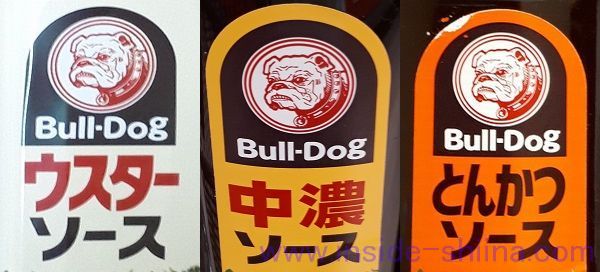 Bull-Dog
ウスター
ソース
Bull-Dog
中濃
ソース
Bull-Dog
とんかつ
ソース
www.inside-shiina.com